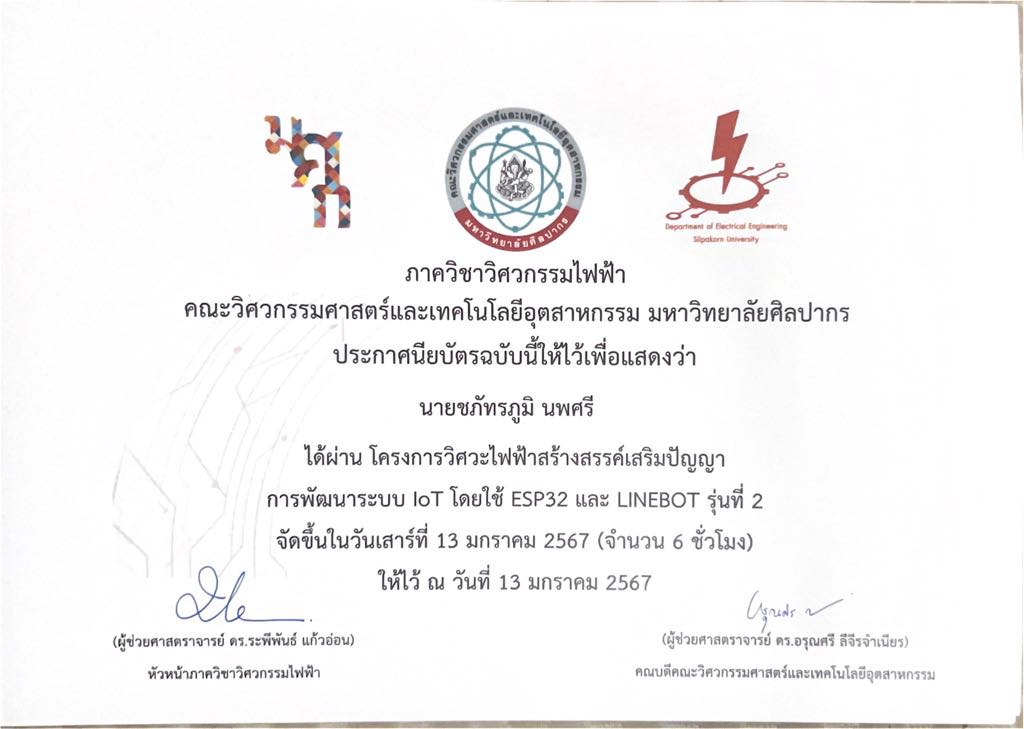 มศก
คณะวิศวกรรมศาสตร์และเทคโนโลยีอุตสาหกรรม
มหาวิทยาลัยศิลปากร
Department of Electrical Engineering
Silpakorn University
ภาควิชาวิศวกรรมไฟฟ้า
คณะวิศวกรรมศาสตร์และเทคโนโลยีอุตสาหกรรม มหาวิทยาลัยศิลปากร
ประกาศนียบัตรฉบับนี้ให้ไว้เพื่อแสดงว่า
นายชภัทรภูมิ นพศรี
ได้ผ่าน โครงการวิศวะไฟฟ้าสร้างสรรค์เสริมปัญญา
การพัฒนาระบบ IoT โดยใช้ ESP32 และ LINEBOT รุ่นที่ 2
จัดขึ้นในวันเสาร์ที่ 13 มกราคม 2567 (จำนวน 6 ชั่วโมง)
ให้ไว้ ณ วันที่ 13 มกราคม 2567
(ผู้ช่วยศาสตราจารย์ ดร.ระพีพันธ์ แก้วอ่อน)
หัวหน้าภาควิชาวิศวกรรมไฟฟ้า
(ผู้ช่วยศาสตราจารย์ ดร.อรุณศรี ลีจีรจำเนียร)
คณบดีคณะวิศวกรรมศาสตร์และเทคโนโลยีอุตสาหกรรม